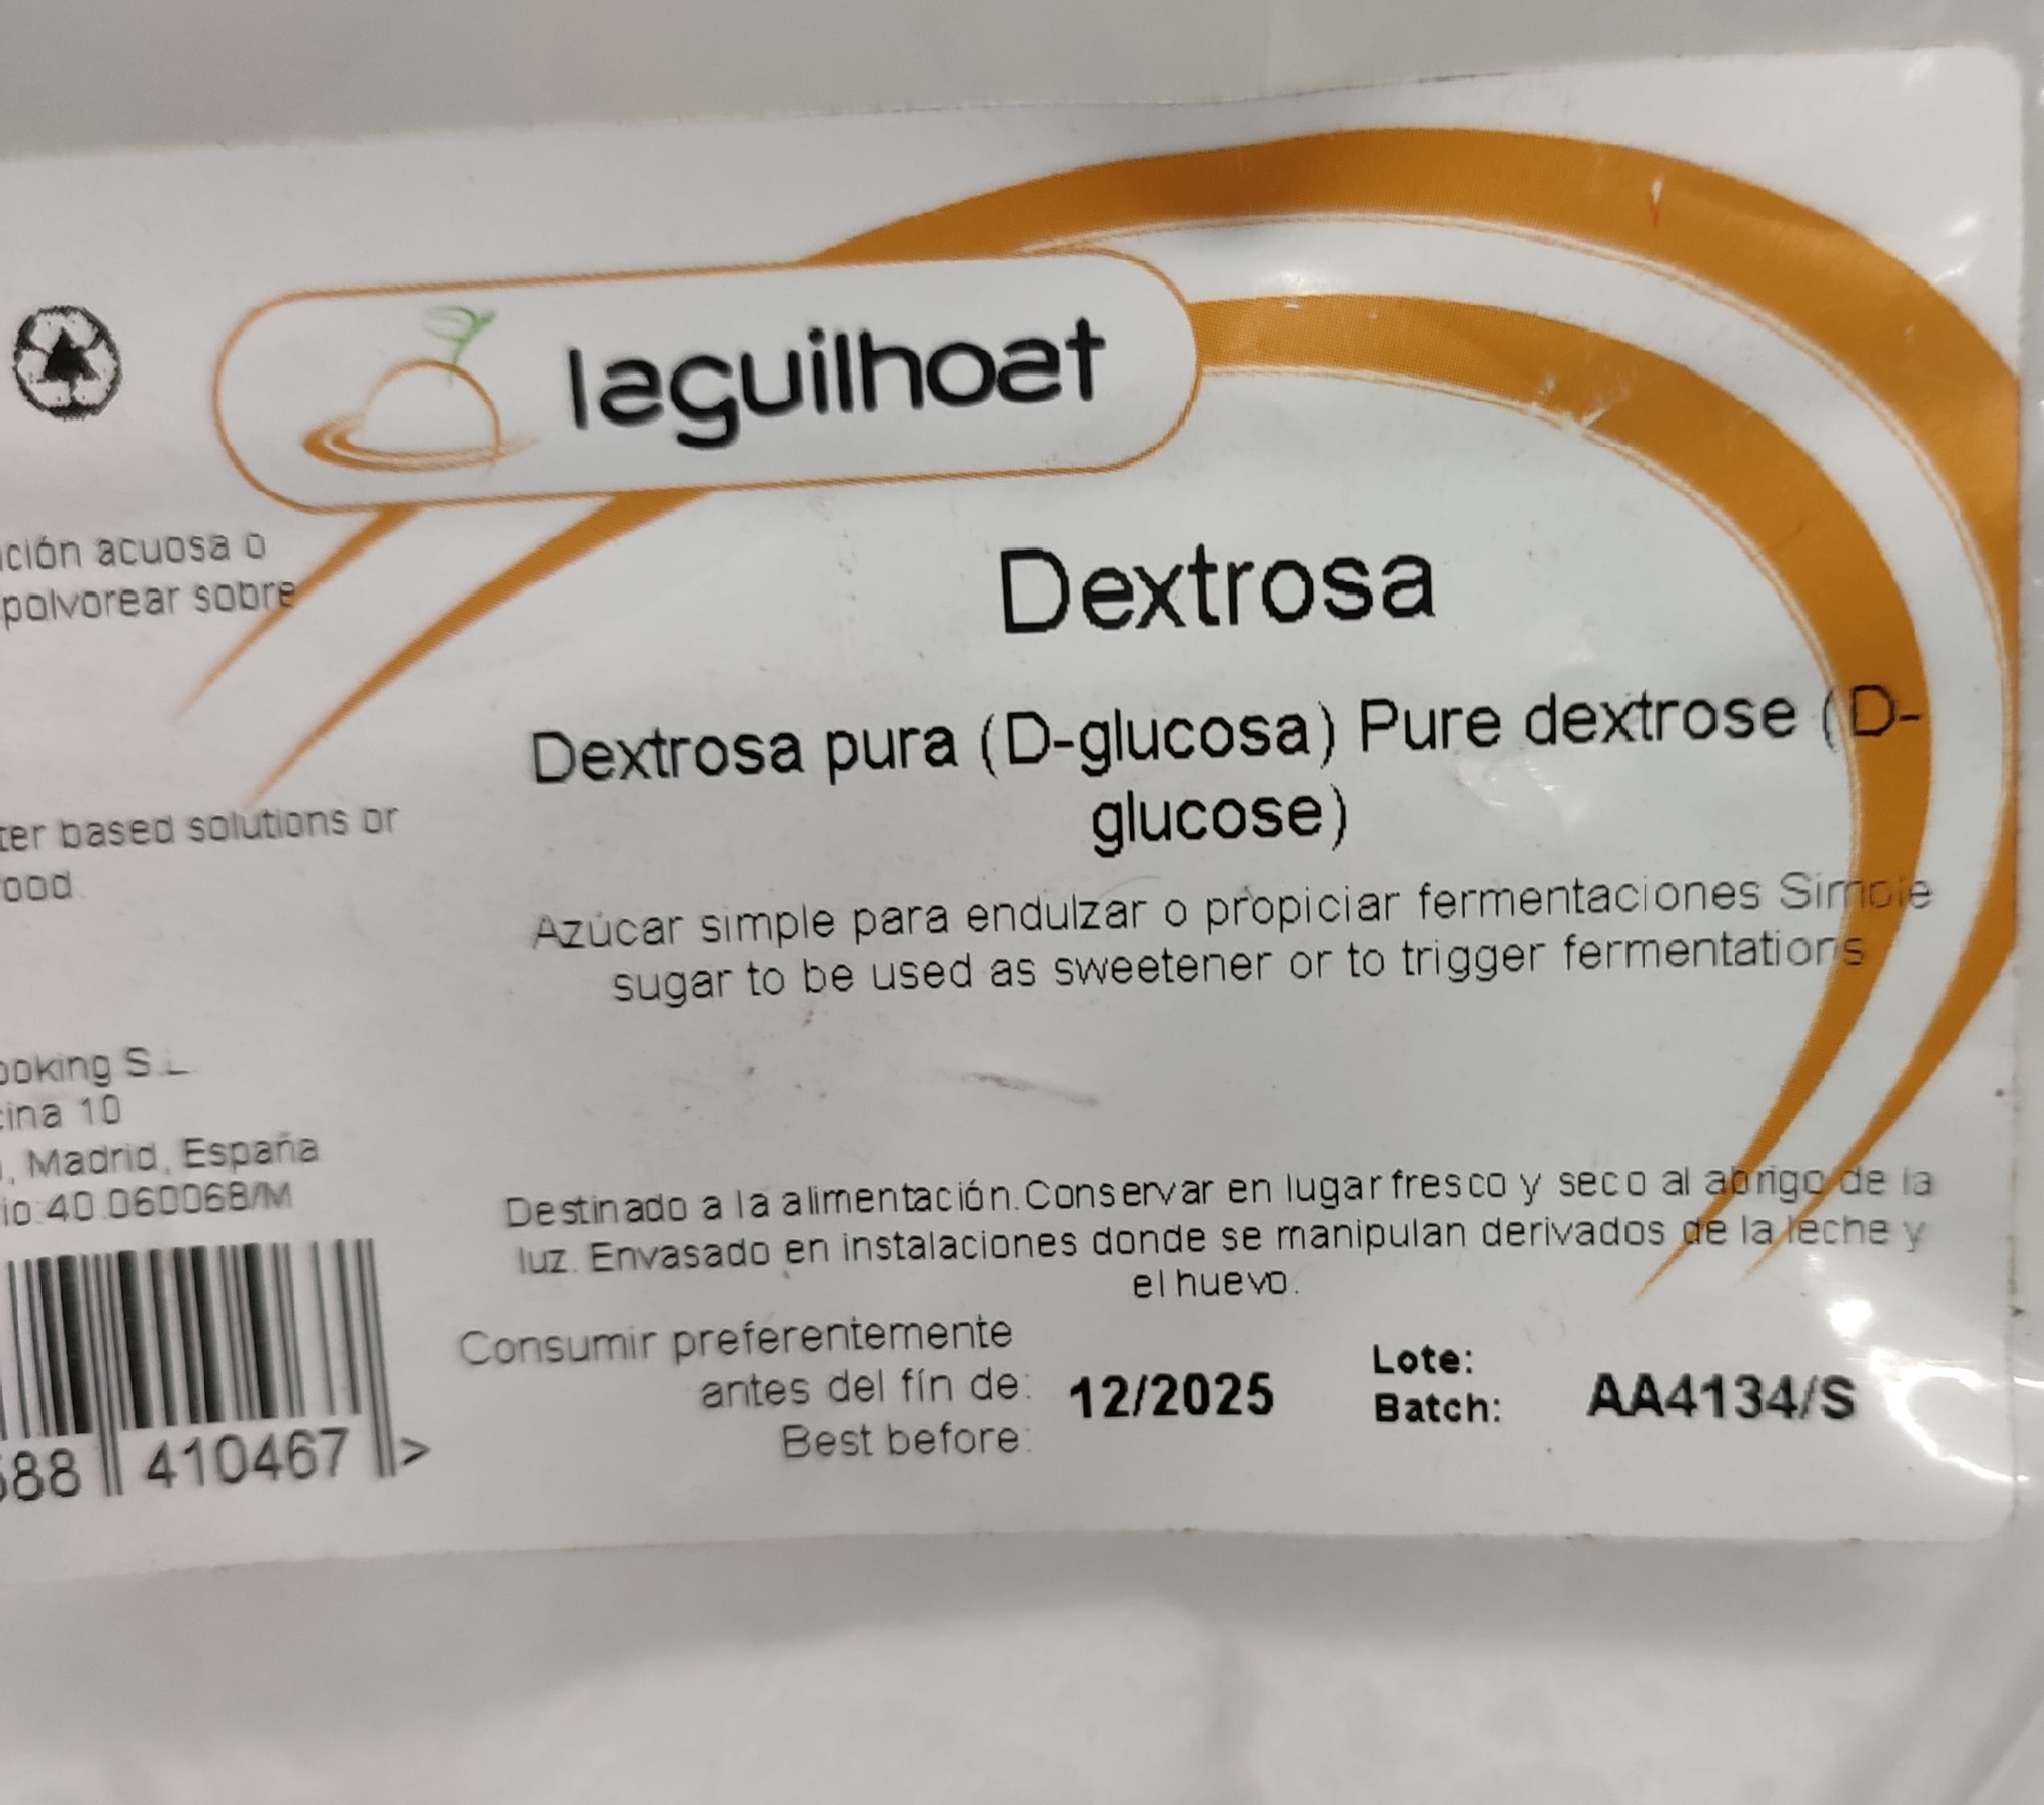 laguilhoat
ción acuosa o
polvorear sobre
ter based solutions or
ood
ooking S.L
ina 10
, Madrid, España
io:40.060068/M
88 410467 >
Dextrosa
Dextrosa pura (D-glucosa) Pure dextrose (D-
glucose)
Azúcar simple para endulzar o propiciar fermentaciones Simple
sugar to be used as sweetener or to trigger fermentations
Destinado a la alimentación. Conservar en lugar fresco y seco al abrigo de la
luz. Envasado en instalaciones donde se manipulan derivados de la leche y
el huevo.
Consumir preferentemente
antes del fín de:
Best before:
12/2025
Lote:
Batch:
AA4134/S